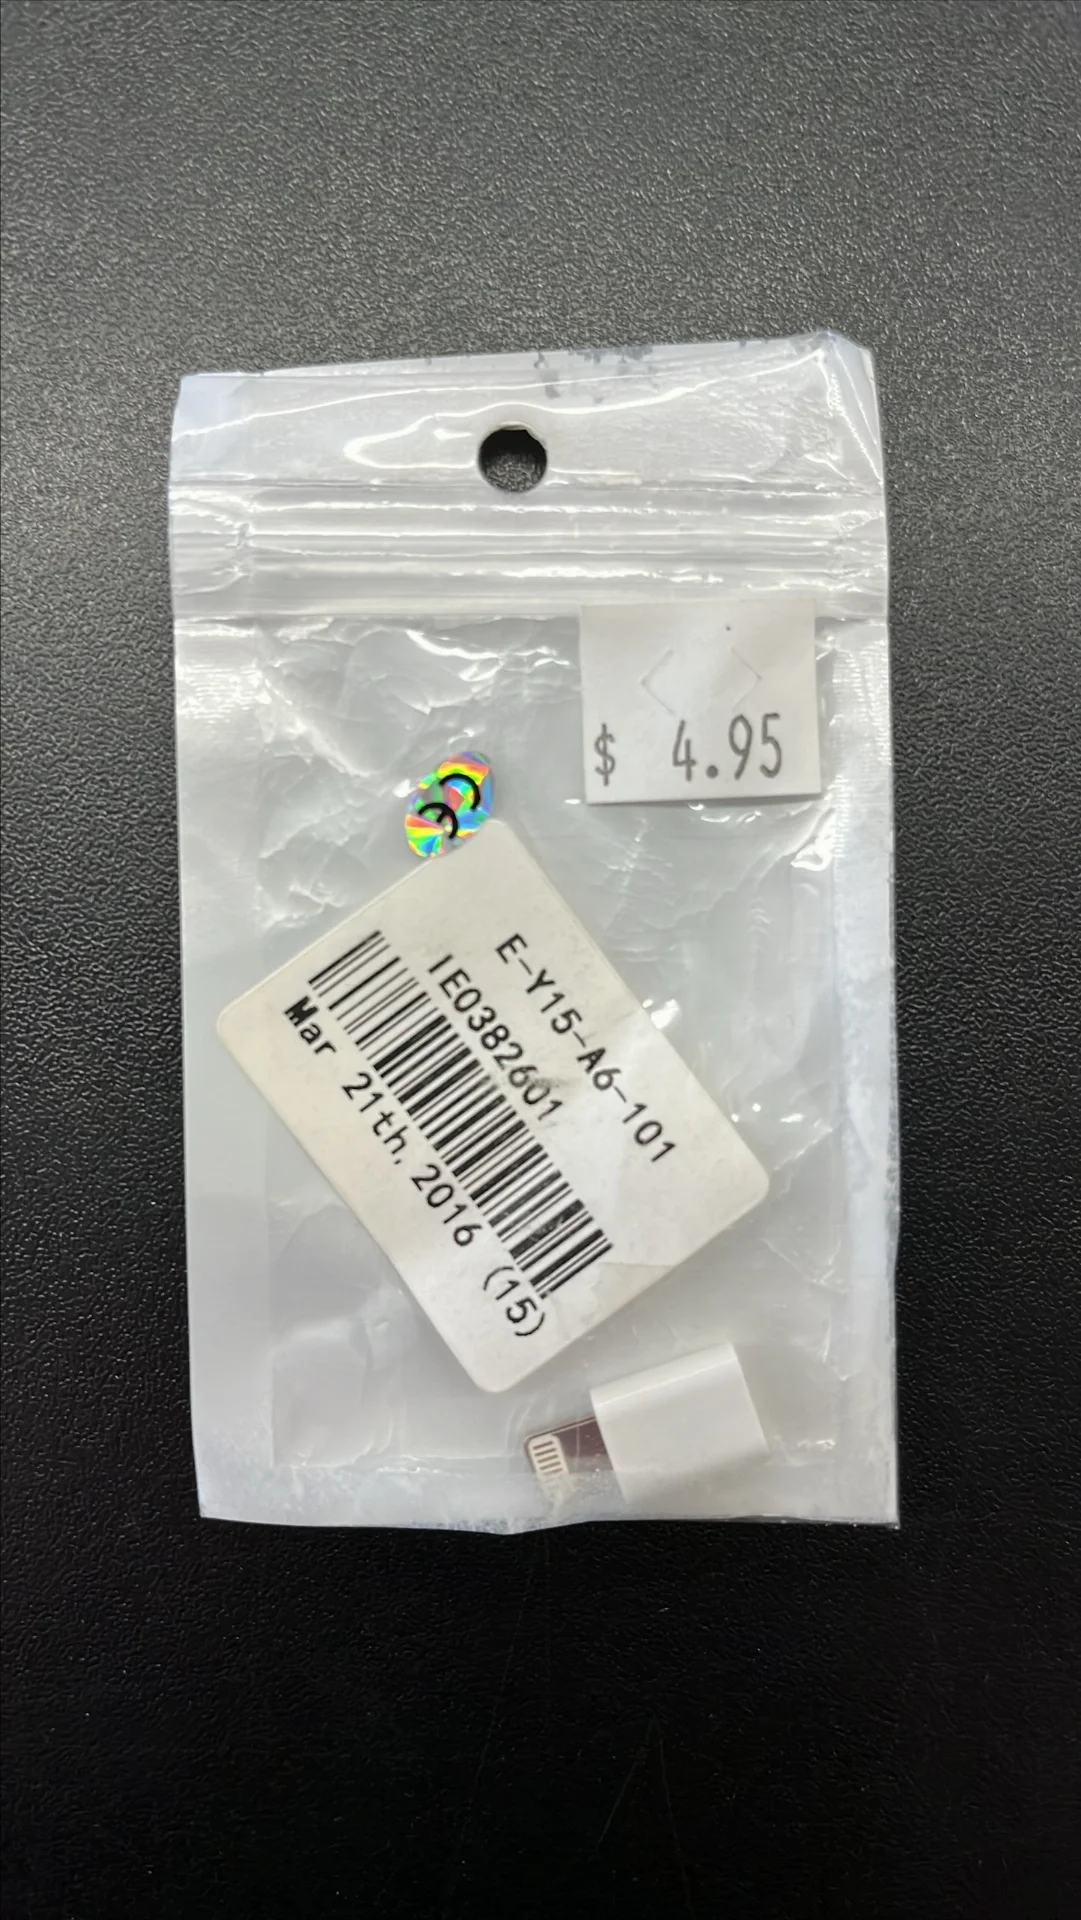 $ 4.95
CE
E-Y15-A6-101
IE0382601
Mar 21th, 2016 (15)